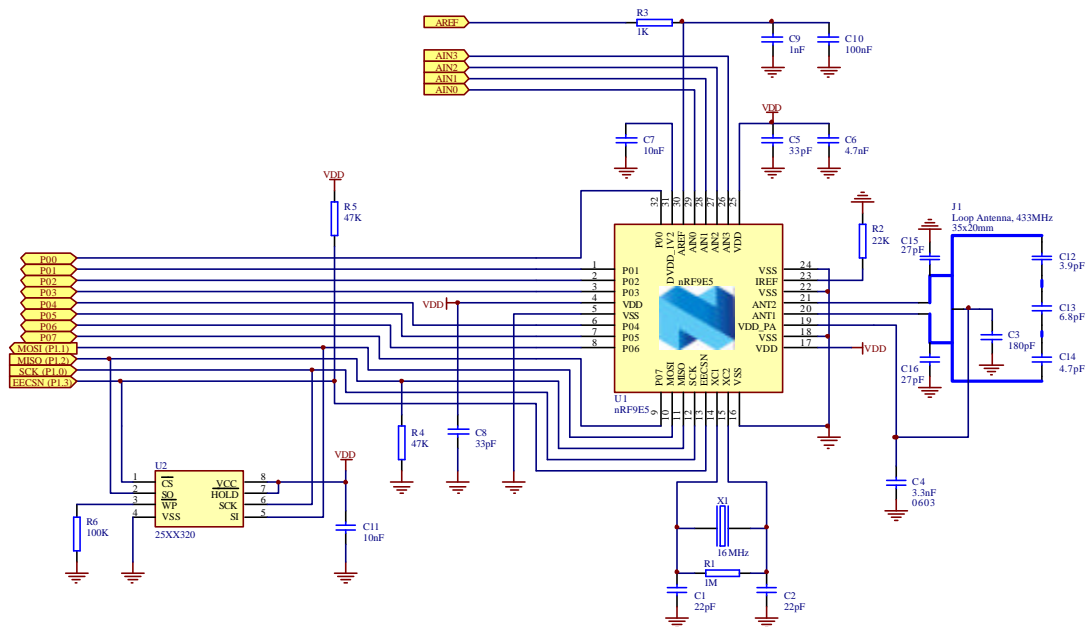 AREF
R3
1K
C9
1nF
C10
100nF
AIN3
AIN2
AIN1
AIN0
VDD
C7
10nF
C5
33pF
C6
4.7nF
VDD
R5
47K
32
31
30
29
28
27
26
25
P00
DVDD_1V2
AREF
AIN0
AIN1
AIN2
AIN3
VDD
R2
22K
J1
Loop Antenna, 433MHz
35x20mm
C15
27pF
C12
3.9pF
P00
P01
P02
P03
P04
P05
P06
P07
MOSI (P1.1)
MISO (P1.2)
SCK (P1.0)
EECSN (P1.3)
VDD
1
2
3
4
5
6
7
8
P01
P02
P03
VDD
VSS
P04
P05
P06
nRF9E5
VSS
IREF
VSS
ANT2
ANT1
VDD_PA
VSS
VDD
24
23
22
21
20
19
18
17
VDD
C13
6.8pF
C3
180pF
C16
27pF
C14
4.7pF
P07
MOSI
MISO
SCK
EECSN
XC1
XC2
VSS
U1
nRF9E5
9
10
11
12
13
14
15
16
R4
47K
C8
33pF
VDD
U2
1
2
3
4
CS
SO
WP
VSS
VCC
HOLD
SCK
SI
8
7
6
5
25XX320
R6
100K
C11
10nF
C4
3.3nF
0603
X1
16 MHz
R1
1M
C1
22pF
C2
22pF